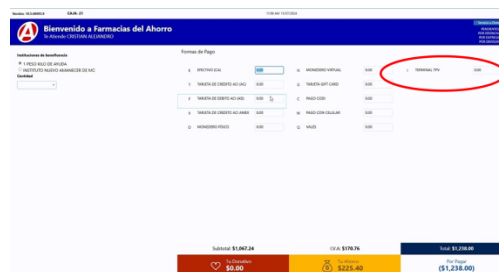 CAJA: 21
Bienvenido a Farmacias del Ahorro
Te Atiende CRISTIAN ALEJANDRO
Formas de Pago
Instituciones de beneficencia
1 PESO KILO DE AYUDA
INSTITUTO NUEVO AMANECER DE MC
Cantidad
EFECTIVO (CA) 0.00
MONEDERO VIRTUAL 0.00
TERMINAL TPV 0.00
TARJETA DE CREDITO ACI (AC) 0.00
TARJETA GIFT CARD 0.00
TARJETA DE DEBITO ACI (AD) 0.00
C PAGO CODI 0.00
TARJETA DE CREDITO ACI AMEX 0.00
PAGO CON CELULAR 0.00
MONEDERO FISICO 0.00
VALES 0.00
Subtotal: $1,067.24
I.V.A: $170.76
Total: $1,238.00
Tu Donativo
$0.00
Tu Ahorro
$225.40
Por Pagar
($1,238.00)